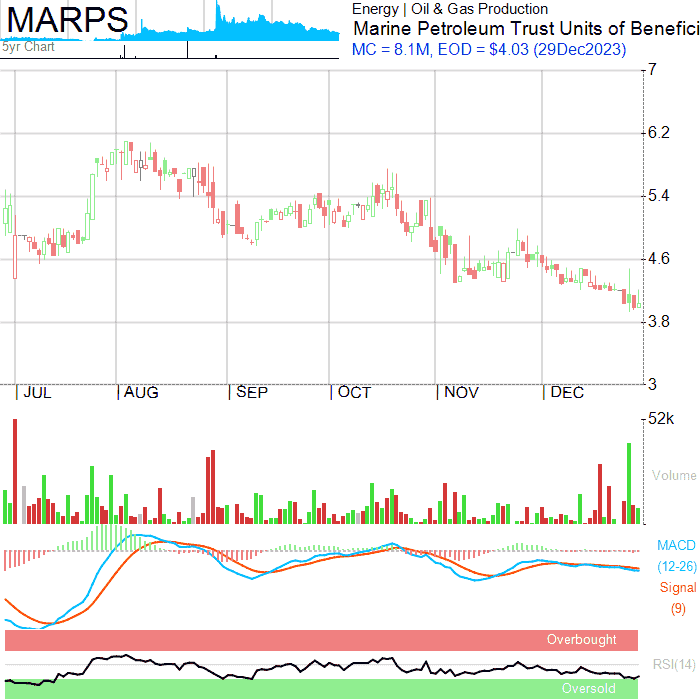 MARPS
5yr Chart
Energy | Oil & Gas Production
Marine Petroleum Trust Units of Benefici
MC = 8.1M, EOD = $4.03 (29Dec2023)
7
6.2
5.4
4.6
3.8
3
| JUL | AUG | SEP | OCT | NOV | DEC
52k
Volume
MACD
(12-26)
Signal
(9)
Overbought
RSI(14)
Oversold